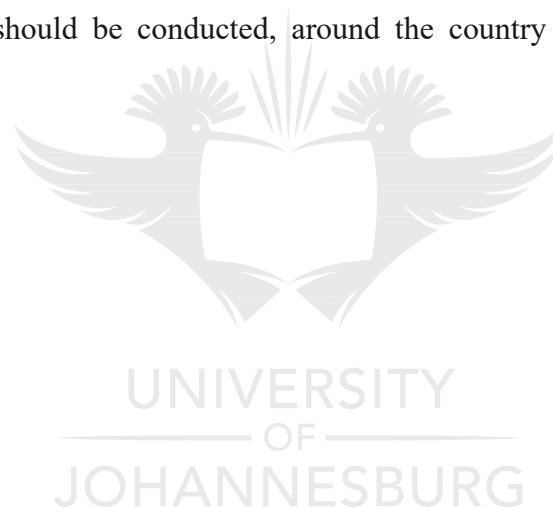 should be conducted, around the country
UNIVERSITY
OF
JOHANNESBURG